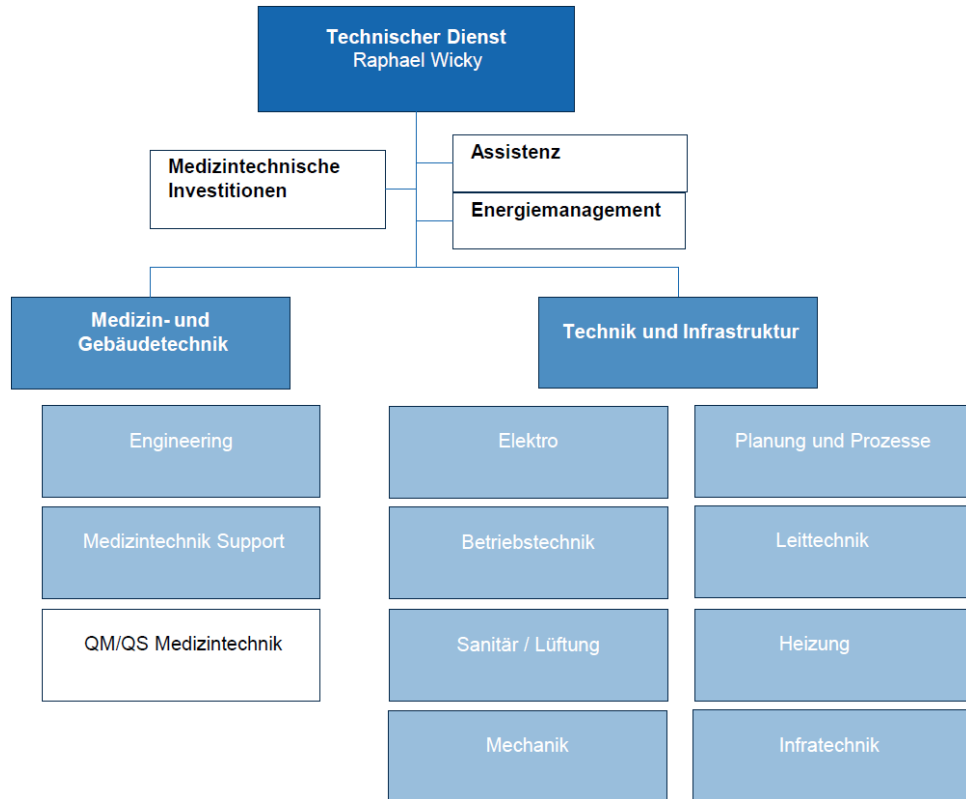 Technischer Dienst
Raphael Wicky
Medizintechnische
Investitionen
Assistenz
Energiemanagement
Medizin- und
Gebäudetechnik
Technik und Infrastruktur
Engineering
Elektro
Planung und Prozesse
Medizintechnik Support
Betriebstechnik
Leittechnik
QM/QS Medizintechnik
Sanitär / Lüftung
Heizung
Mechanik
Infratechnik